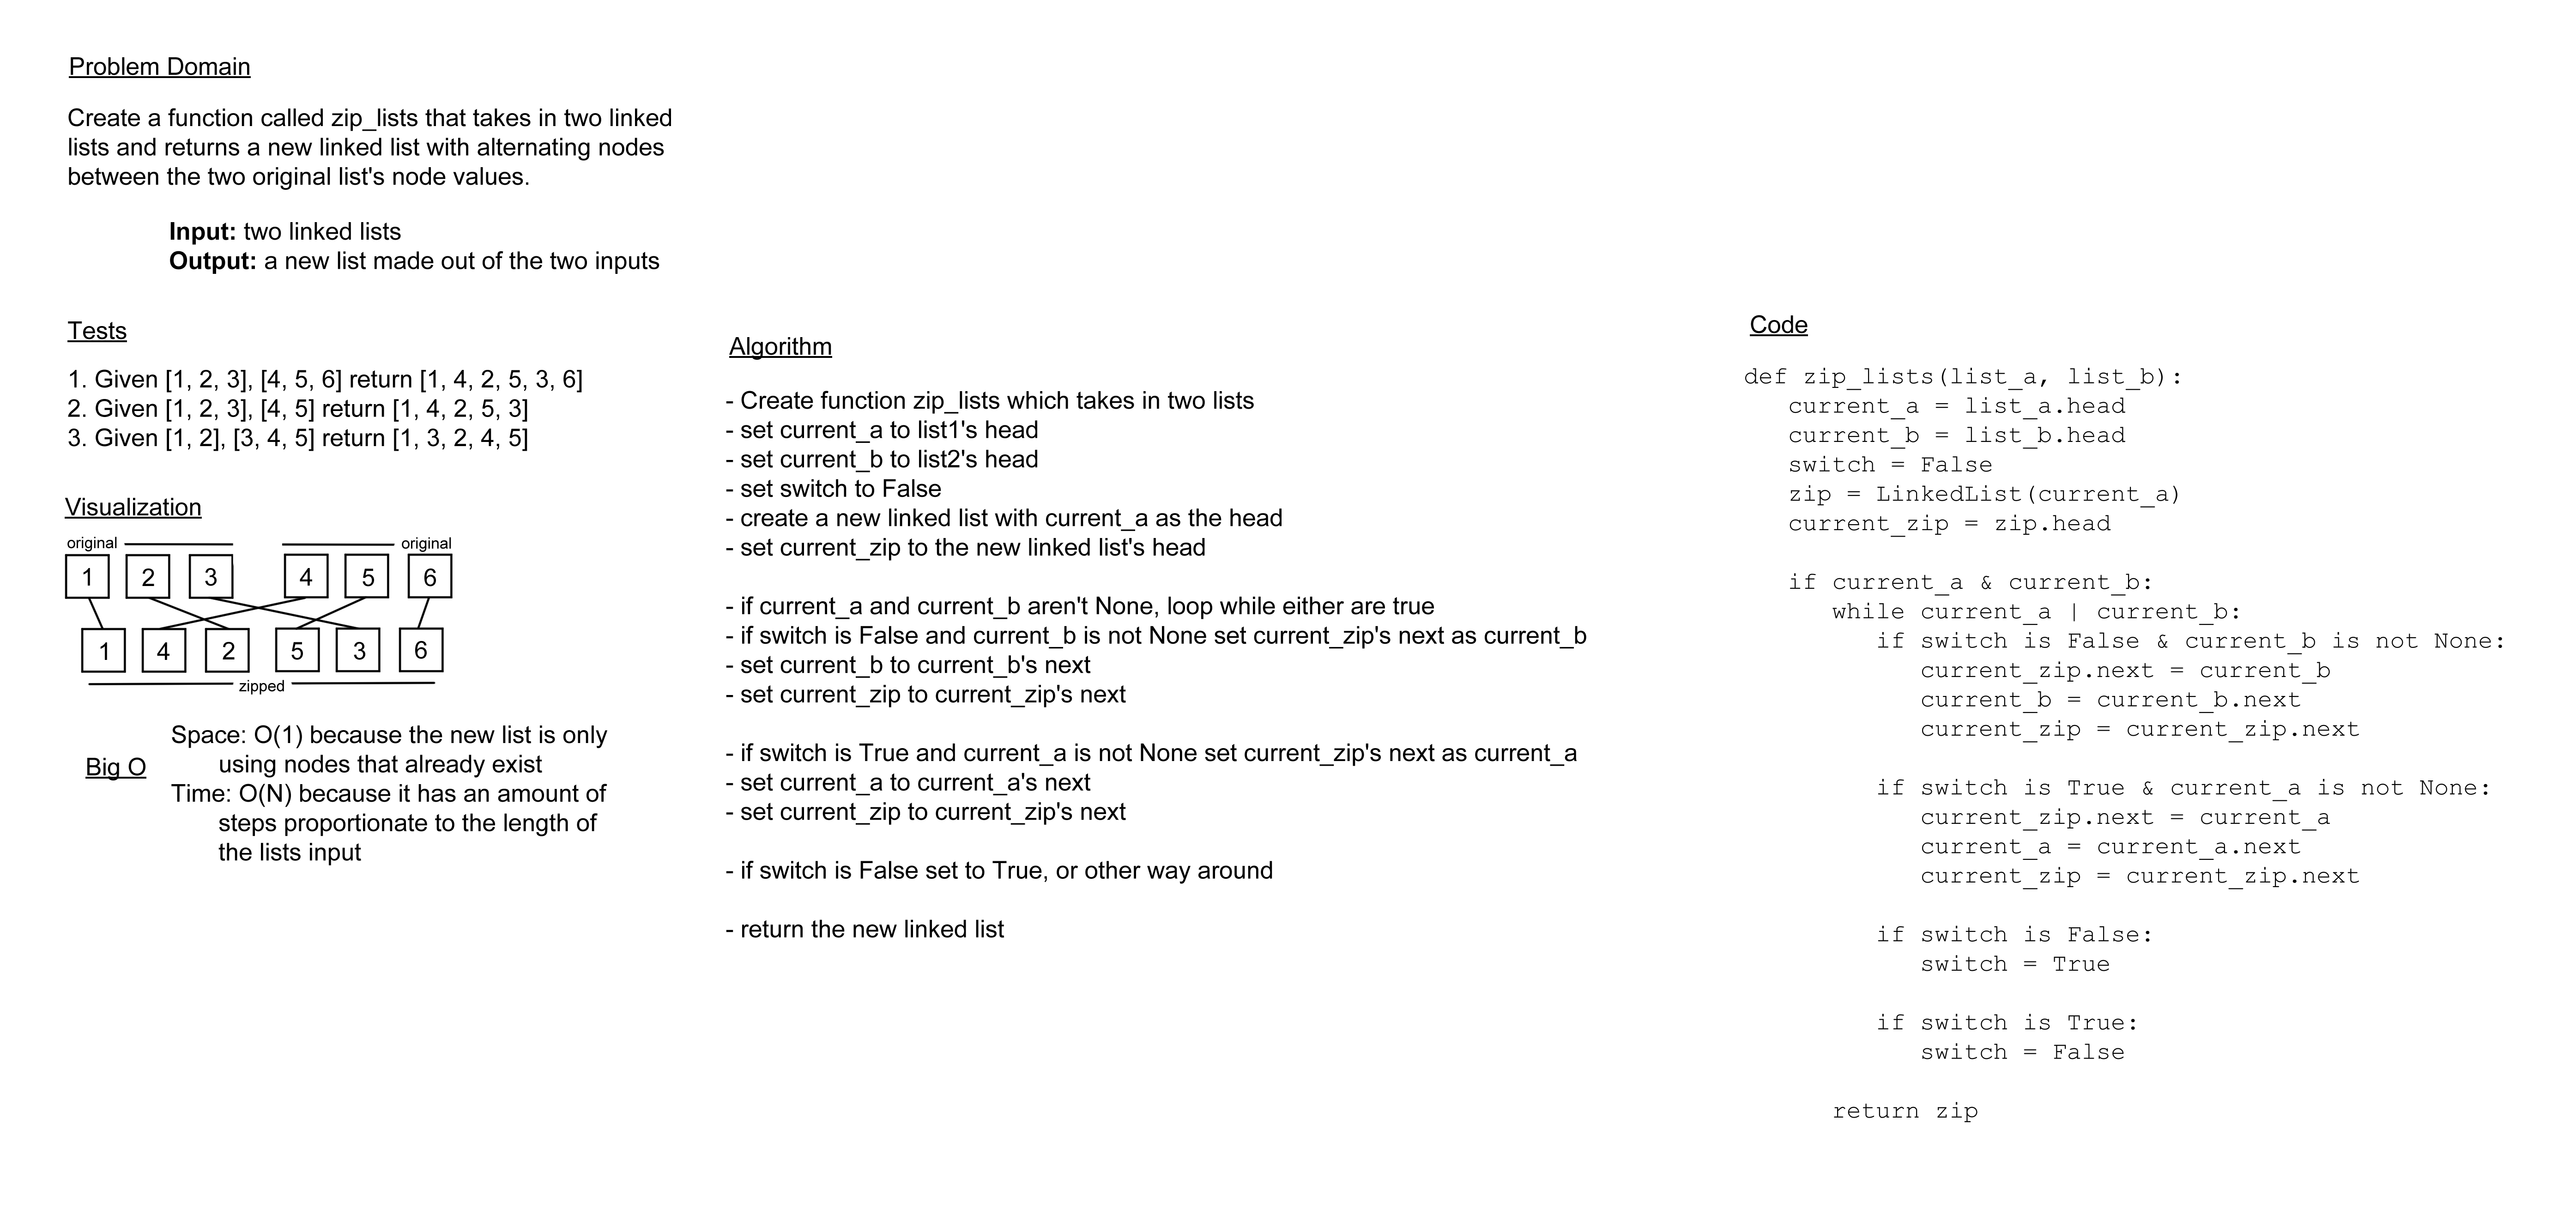 Problem Domain
Create a function called zip_lists that takes in two linked
lists and returns a new linked list with alternating nodes
between the two original list's node values.
Input: two linked lists
Output: a new list made out of the two inputs
Tests
1. Given [1, 2, 3], [4, 5, 6] return [1, 4, 2, 5, 3, 6]
2. Given [1, 2, 3], [4, 5] return [1, 4, 2, 5, 3]
3. Given [1, 2], [3, 4, 5] return [1, 3, 2, 4, 5]
Visualization
original original
1 2 3 4 5 6
1 4 2 5 3 6
zipped
Big O
Space: O(1) because the new list is only
using nodes that already exist
Time: O(N) because it has an amount of
steps proportionate to the length of
the lists input
Algorithm
- Create function zip_lists which takes in two lists
- set current_a to list1's head
- set current_b to list2's head
- set switch to False
- create a new linked list with current_a as the head
- set current_zip to the new linked list's head
- if current_a and current_b aren't None, loop while either are true
- if switch is False and current_b is not None set current_zip's next as current_b
- set current_b to current_b's next
- set current_zip to current_zip's next
- if switch is True and current_a is not None set current_zip's next as current_a
- set current_a to current_a's next
- set current_zip to current_zip's next
- if switch is False set to True, or other way around
- return the new linked list
Code
def zip_lists(list_a, list_b):
current_a = list_a.head
current_b = list_b.head
switch = False
zip = LinkedList(current_a)
current_zip = zip.head
if current_a & current_b:
while current_a | current_b:
if switch is False & current_b is not None:
current_zip.next = current_b
current_b = current_b.next
current_zip = current_zip.next
if switch is True & current_a is not None:
current_zip.next = current_a
current_a = current_a.next
current_zip = current_zip.next
if switch is False:
switch = True
if switch is True:
switch = False
return zip